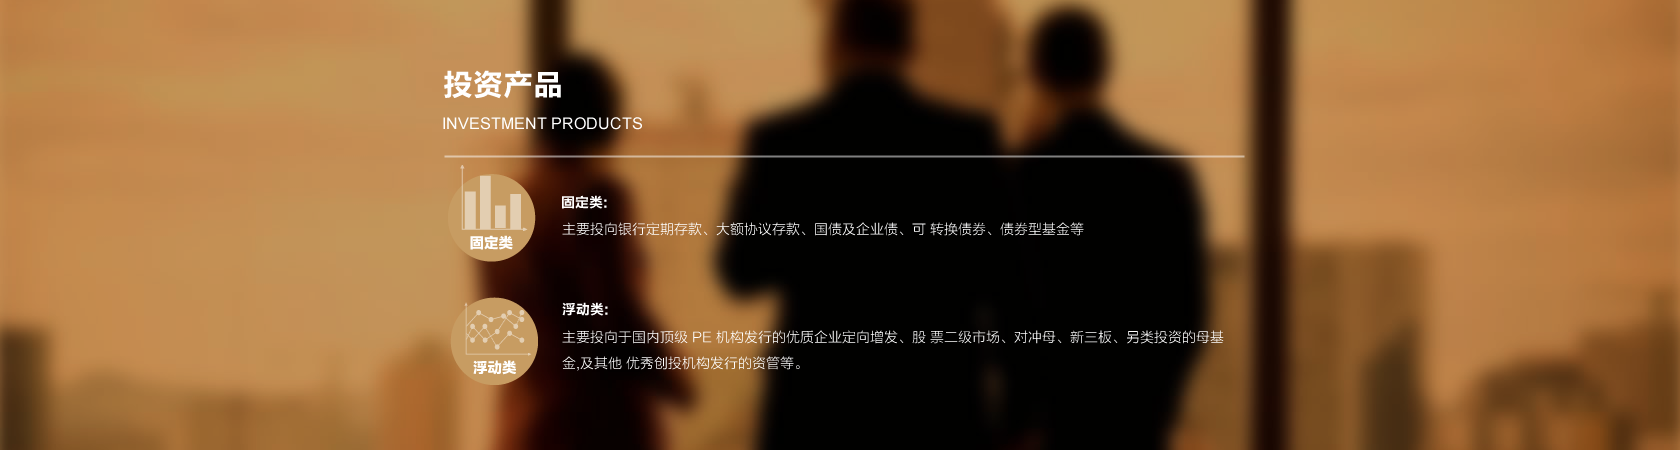 投资产品
INVESTMENT PRODUCTS
固定类
固定类:
主要投向银行定期存款、大额协议存款、国债及企业债、可 转换债券、债券型基金等
浮动类
浮动类:
主要投向于国内顶级 PE 机构发行的优质企业定向增发、股 票二级市场、对冲母、新三板、另类投资的母基
金,及其他 优秀创投机构发行的资管等。